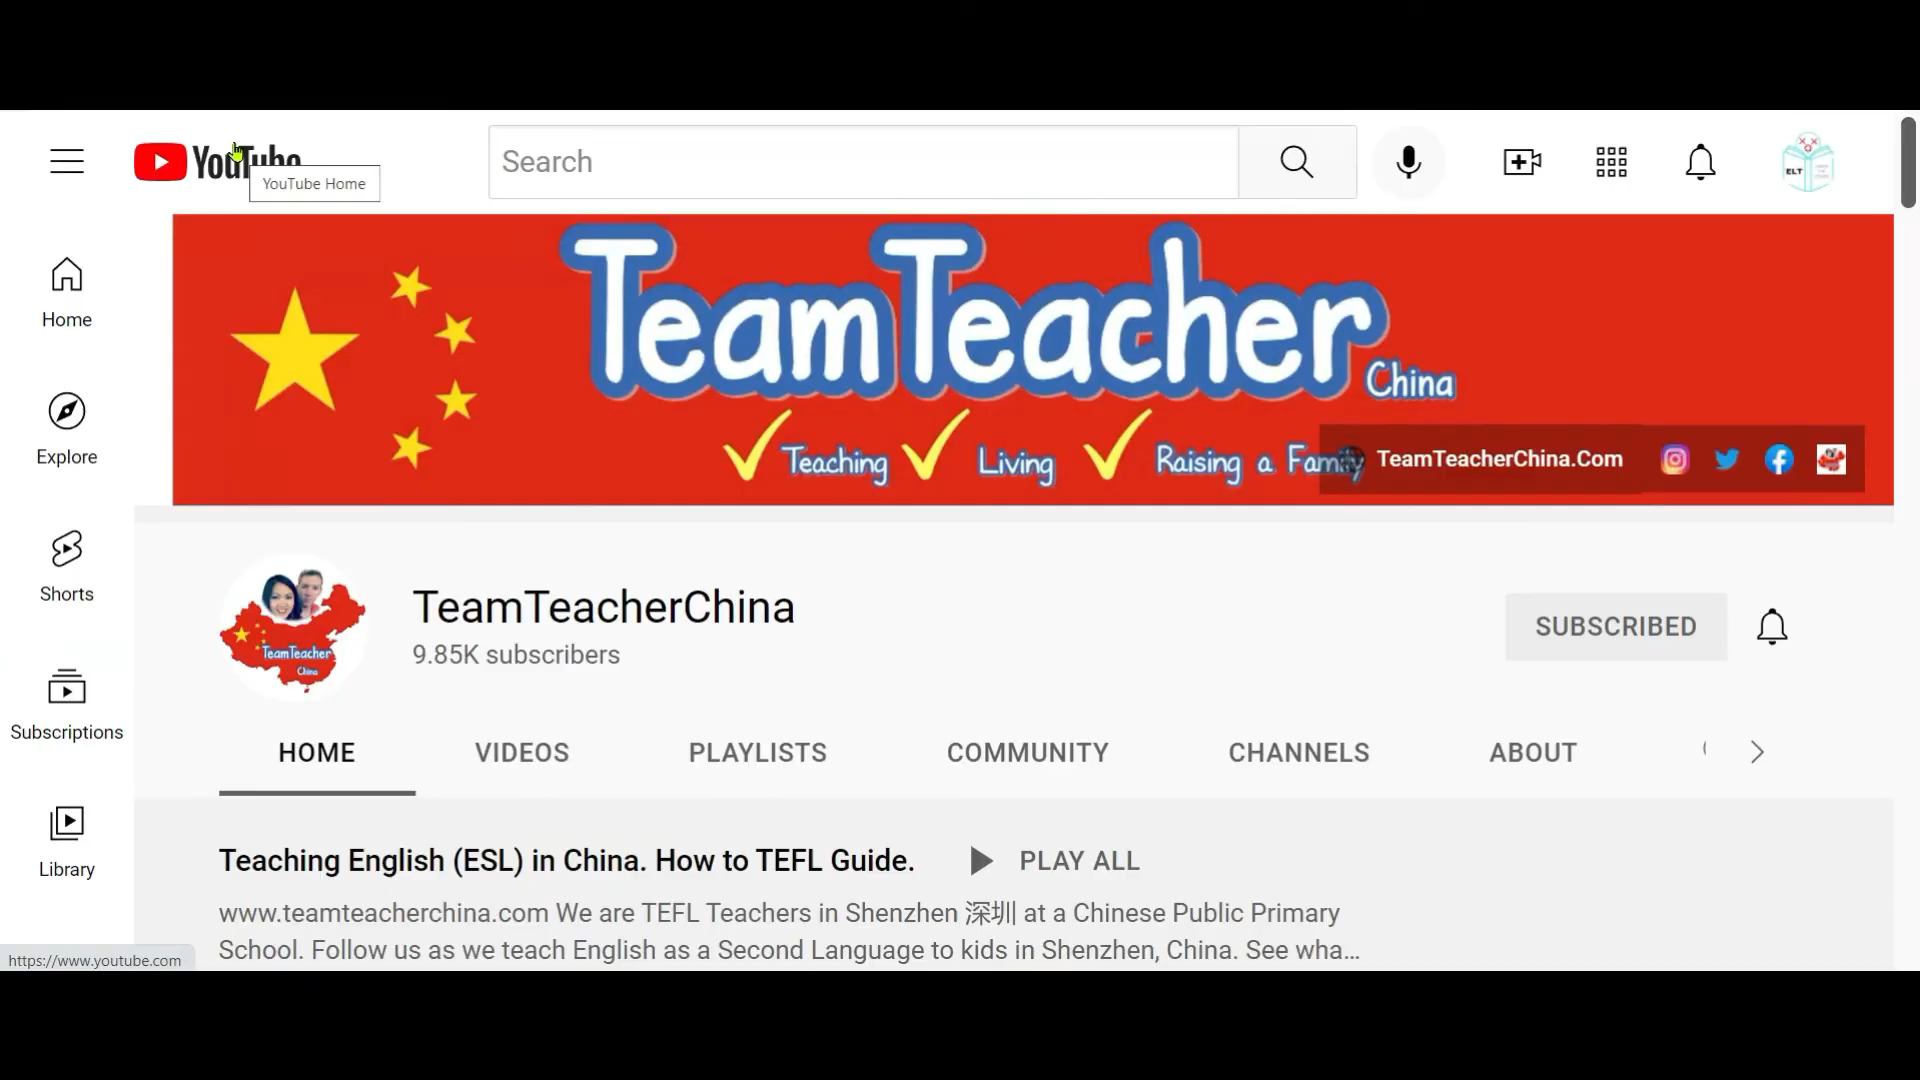 YouTube
Search
YouTube Home
ELT
Home
Explore
Shorts
Subscriptions
Library
TeamTeacher
China
Teaching Living Raising a Family
TeamTeacherChina.Com
TeamTeacher
China
TeamTeacherChina
9.85K subscribers
SUBSCRIBED
HOME VIDEOS PLAYLISTS COMMUNITY CHANNELS ABOUT
Teaching English (ESL) in China. How to TEFL Guide. PLAY ALL
www.teamteacherchina.com We are TEFL Teachers in Shenzhen 深圳 at a Chinese Public Primary
School. Follow us as we teach English as a Second Language to kids in Shenzhen, China. See wha...
https://www.youtube.com